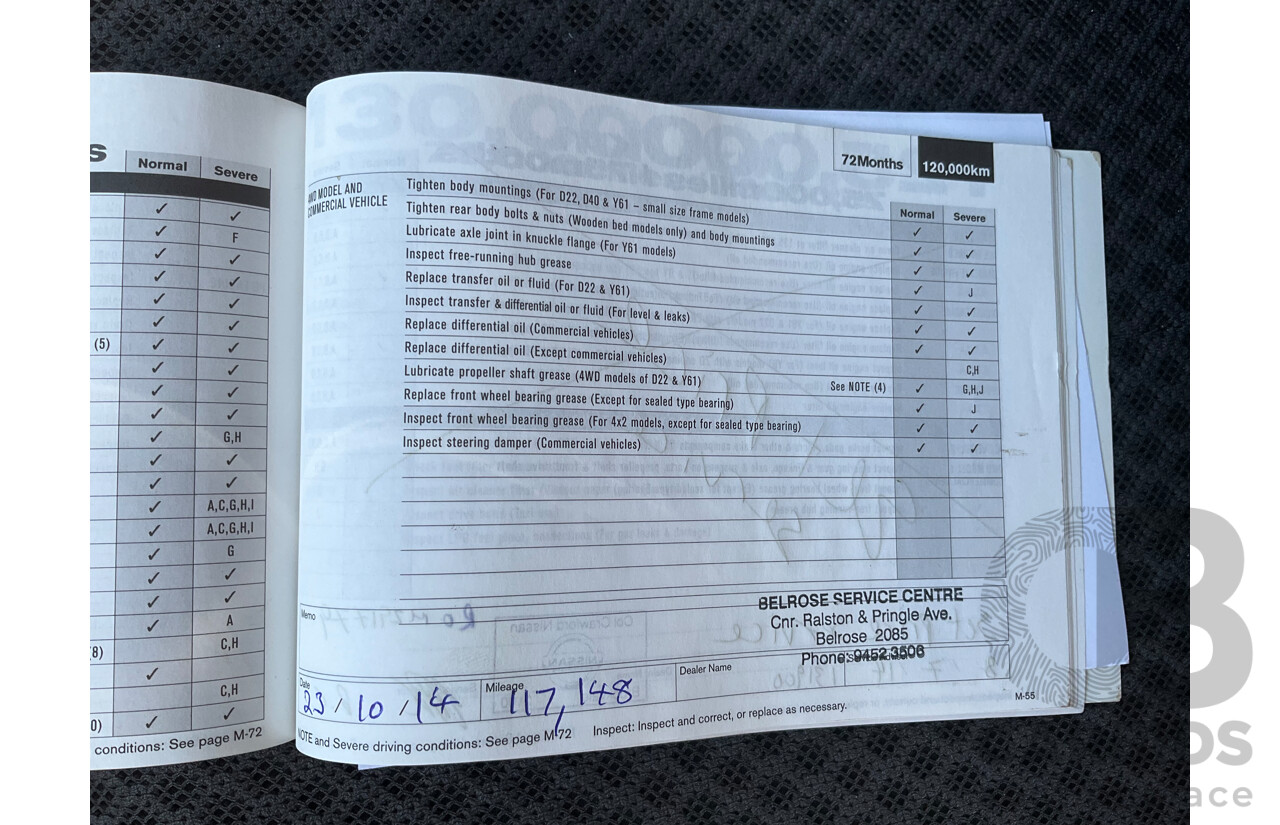 s
Normal Severe
✓ ✓
✓ F
✓ ✓
✓ ✓
✓ ✓
(5) ✓ ✓
✓ ✓
✓ ✓
✓ ✓
✓ G,H
✓ ✓
✓ ✓
✓ A,C,G,H,I
✓ A,C,G,H,I
✓ G
✓ ✓
✓ ✓
✓ A
8) C,H
✓
C,H
0) ✓ ✓
conditions: See page M-72
72Months 120,000km
4WD MODEL AND
COMMERCIAL VEHICLE
Normal Severe
Tighten body mountings (For D22, D40 & Y61 – small size frame models) ✓ ✓
Tighten rear body bolts & nuts (Wooden bed models only) and body mountings ✓ ✓
Lubricate axle joint in knuckle flange (For Y61 models) ✓ ✓
Inspect free-running hub grease ✓ J
Replace transfer oil or fluid (For D22 & Y61) ✓ ✓
Inspect transfer & differential oil or fluid (For level & leaks) ✓ ✓
Replace differential oil (Commercial vehicles) ✓ ✓
Replace differential oil (Except commercial vehicles) C,H
Lubricate propeller shaft grease (4WD models of D22 & Y61) See NOTE (4) ✓ G,H,J
Replace front wheel bearing grease (Except for sealed type bearing) ✓ J
Inspect front wheel bearing grease (For 4x2 models, except for sealed type bearing) ✓ ✓
Inspect steering damper (Commercial vehicles) ✓ ✓
Memo
BELROSE SERVICE CENTRE
Cnr. Ralston & Pringle Ave.
Belrose 2085
Phone: 9452 3506
Date
23/10/14
Mileage
117,148
Dealer Name
NOTE and Severe driving conditions: See page M-72 Inspect: Inspect and correct, or replace as necessary.
M-55
os
ace